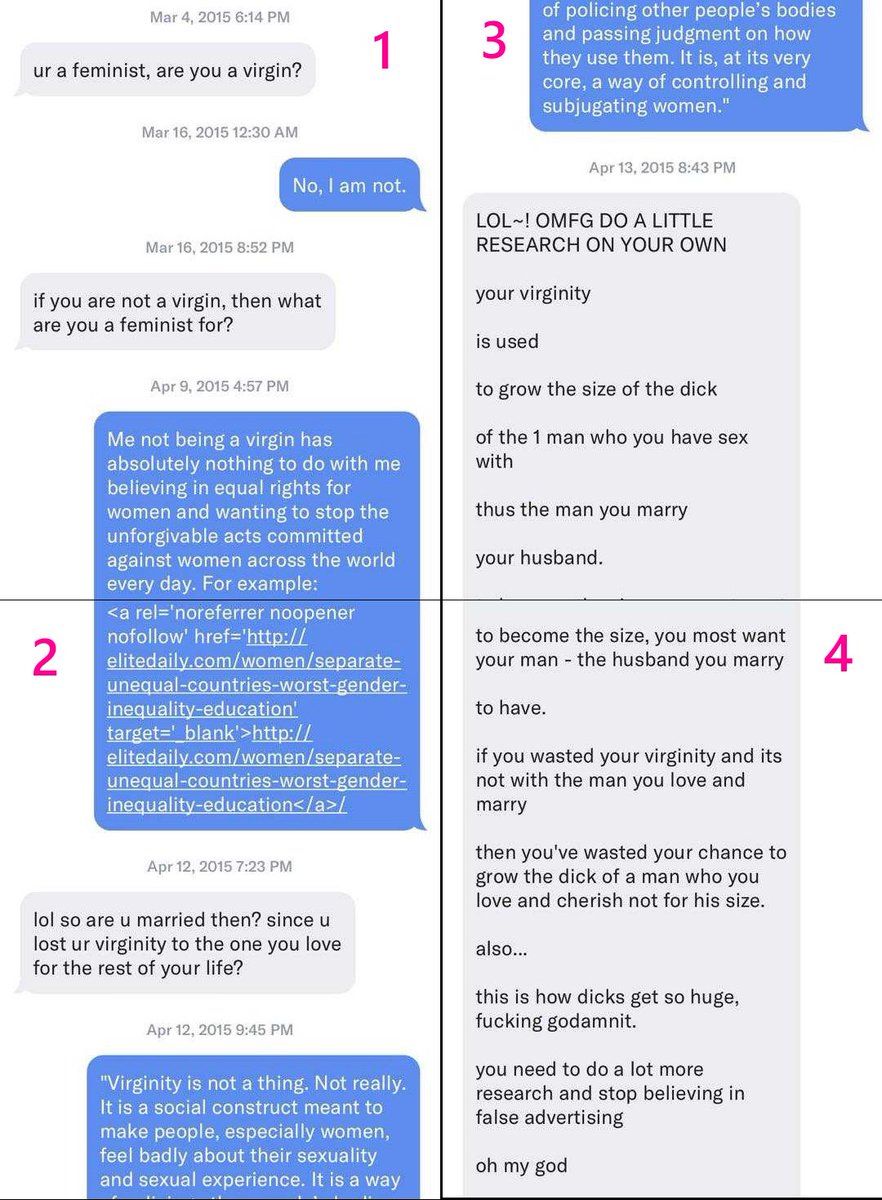 Mar 4, 2015 6:14 PM
1
ur a feminist, are you a virgin?
Mar 16, 2015 12:30 AM
No, I am not.
Mar 16, 2015 8:52 PM
if you are not a virgin, then what
are you a feminist for?
Apr 9, 2015 4:57 PM
Me not being a virgin has
absolutely nothing to do with me
believing in equal rights for
women and wanting to stop the
unforgivable acts committed
against women across the world
every day. For example:
2
<a rel='noreferrer noopener
nofollow' href='http://
elitedaily.com/women/separate-
unequal-countries-worst-gender-
inequality-education'
target='_blank'>http://
elitedaily.com/women/separate-
unequal-countries-worst-gender-
inequality-education</a>/
Apr 12, 2015 7:23 PM
lol so are u married then? since u
lost ur virginity to the one you love
for the rest of your life?
Apr 12, 2015 9:45 PM
"Virginity is not a thing. Not really.
It is a social construct meant to
make people, especially women,
feel badly about their sexuality
and sexual experience. It is a way
3
of policing other people's bodies
and passing judgment on how
they use them. It is, at its very
core, a way of controlling and
subjugating women."
Apr 13, 2015 8:43 PM
LOL~! OMFG DO A LITTLE
RESEARCH ON YOUR OWN
your virginity
is used
to grow the size of the dick
of the 1 man who you have sex
with
thus the man you marry
your husband.
4
to become the size, you most want
your man - the husband you marry
to have.
if you wasted your virginity and its
not with the man you love and
marry
then you've wasted your chance to
grow the dick of a man who you
love and cherish not for his size.
also...
this is how dicks get so huge,
fucking godamnit.
you need to do a lot more
research and stop believing in
false advertising
oh my god